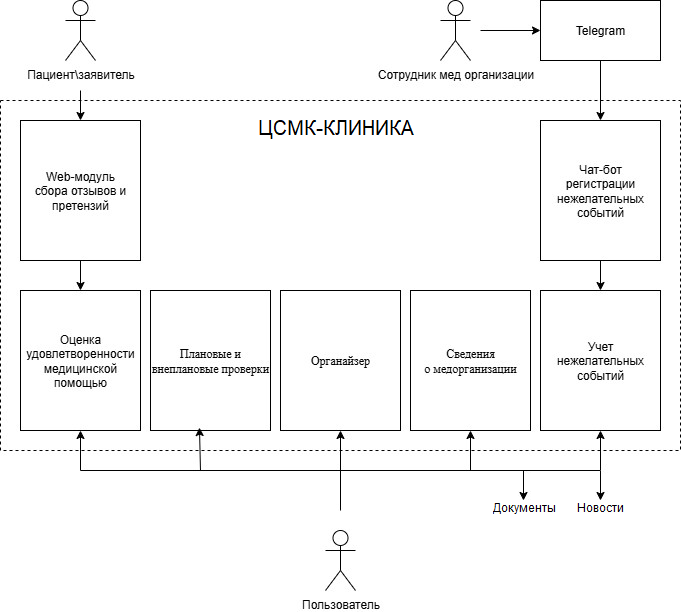 Telegram
Пациент\заявитель
Сотрудник мед организации
ЦСМК-КЛИНИКА
Web-модуль
сбора отзывов и
претензий
Чат-бот
регистрации
нежелательных
событий
Оценка
удовлетворенности
медицинской
помощью
Плановые и
внеплановые проверки
Органайзер
Сведения
о медорганизации
Учет
нежелательных
событий
Документы
Новости
Пользователь